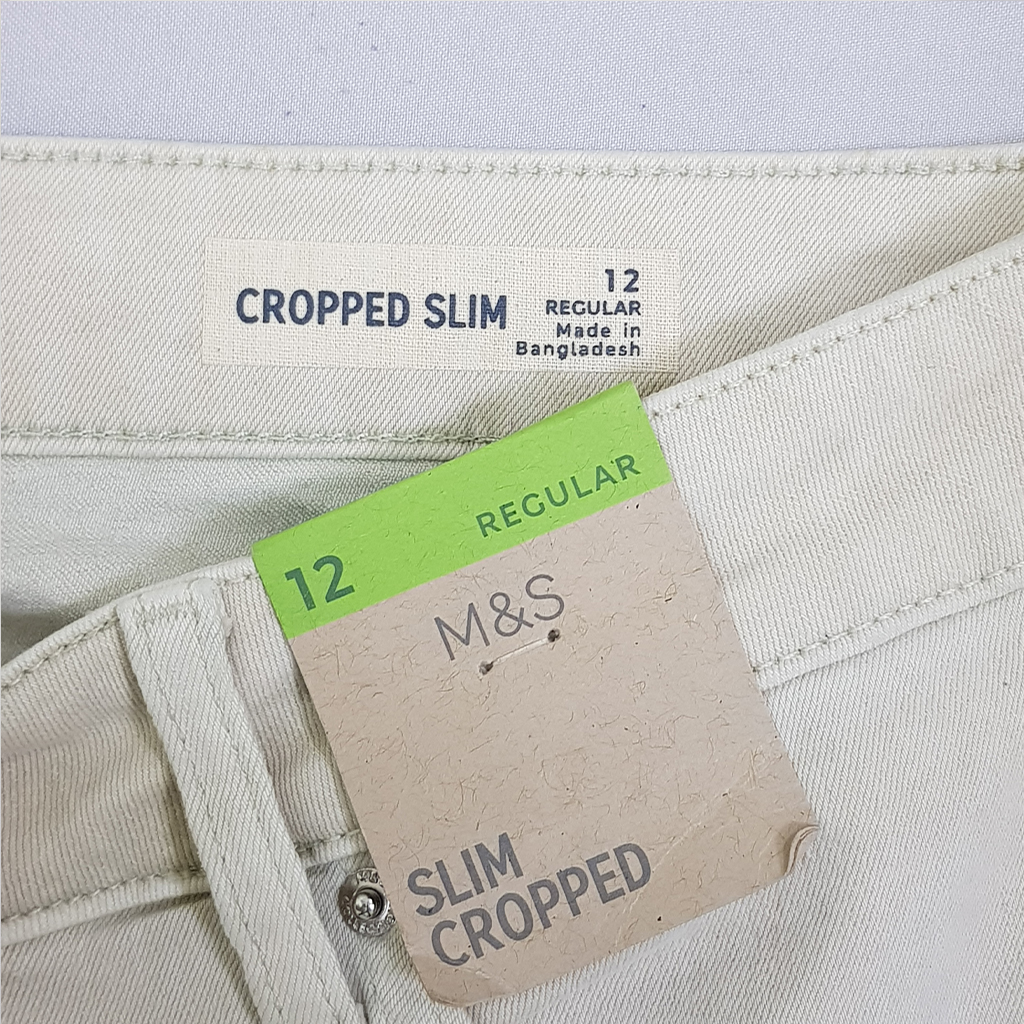 CROPPED SLIM
12
REGULAR
Made in
Bangladesh
12 REGULAR
M&S
SLIM
CROPPED